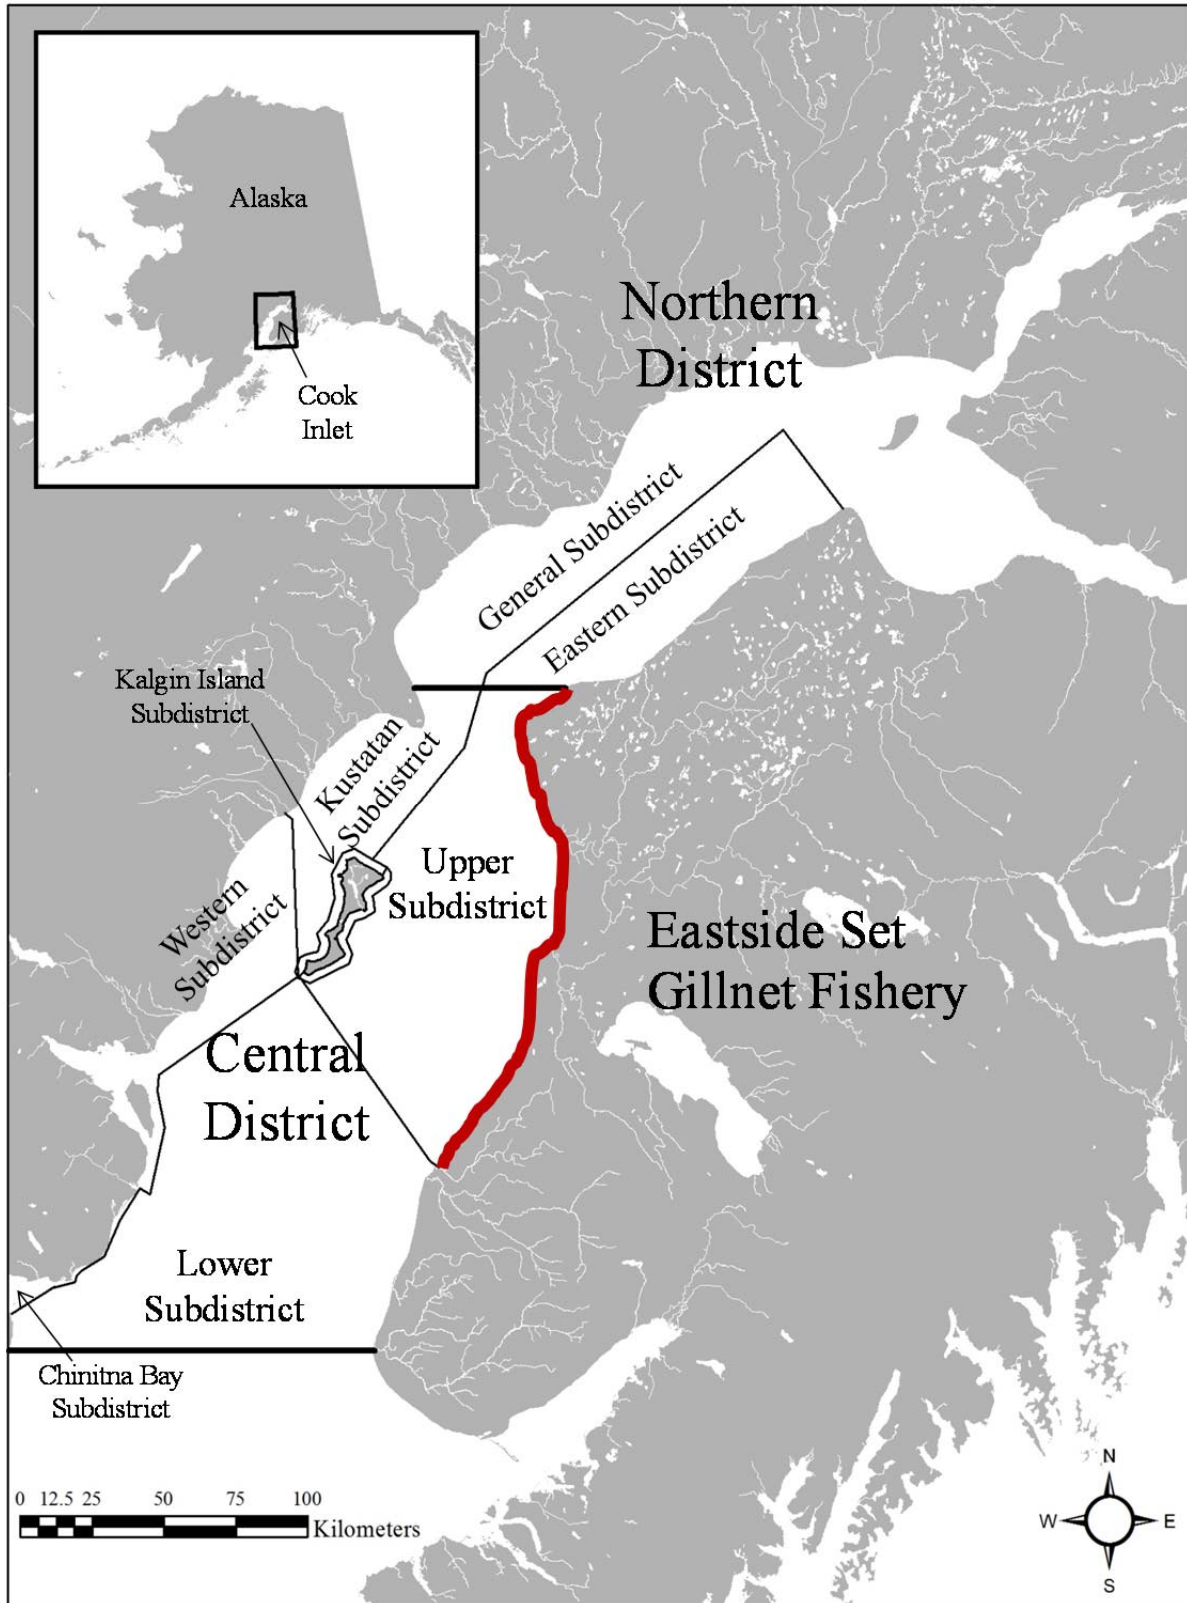 Alaska
Cook
Inlet
Northern
District
General Subdistrict
Eastern Subdistrict
Kalgin Island
Subdistrict
Kustatan
Subdistrict
Upper
Subdistrict
Western
Subdistrict
Eastside Set
Gillnet Fishery
Central
District
Lower
Subdistrict
Chinitna Bay
Subdistrict
0 12.5 25 50 75 100
Kilometers
N
W E
S